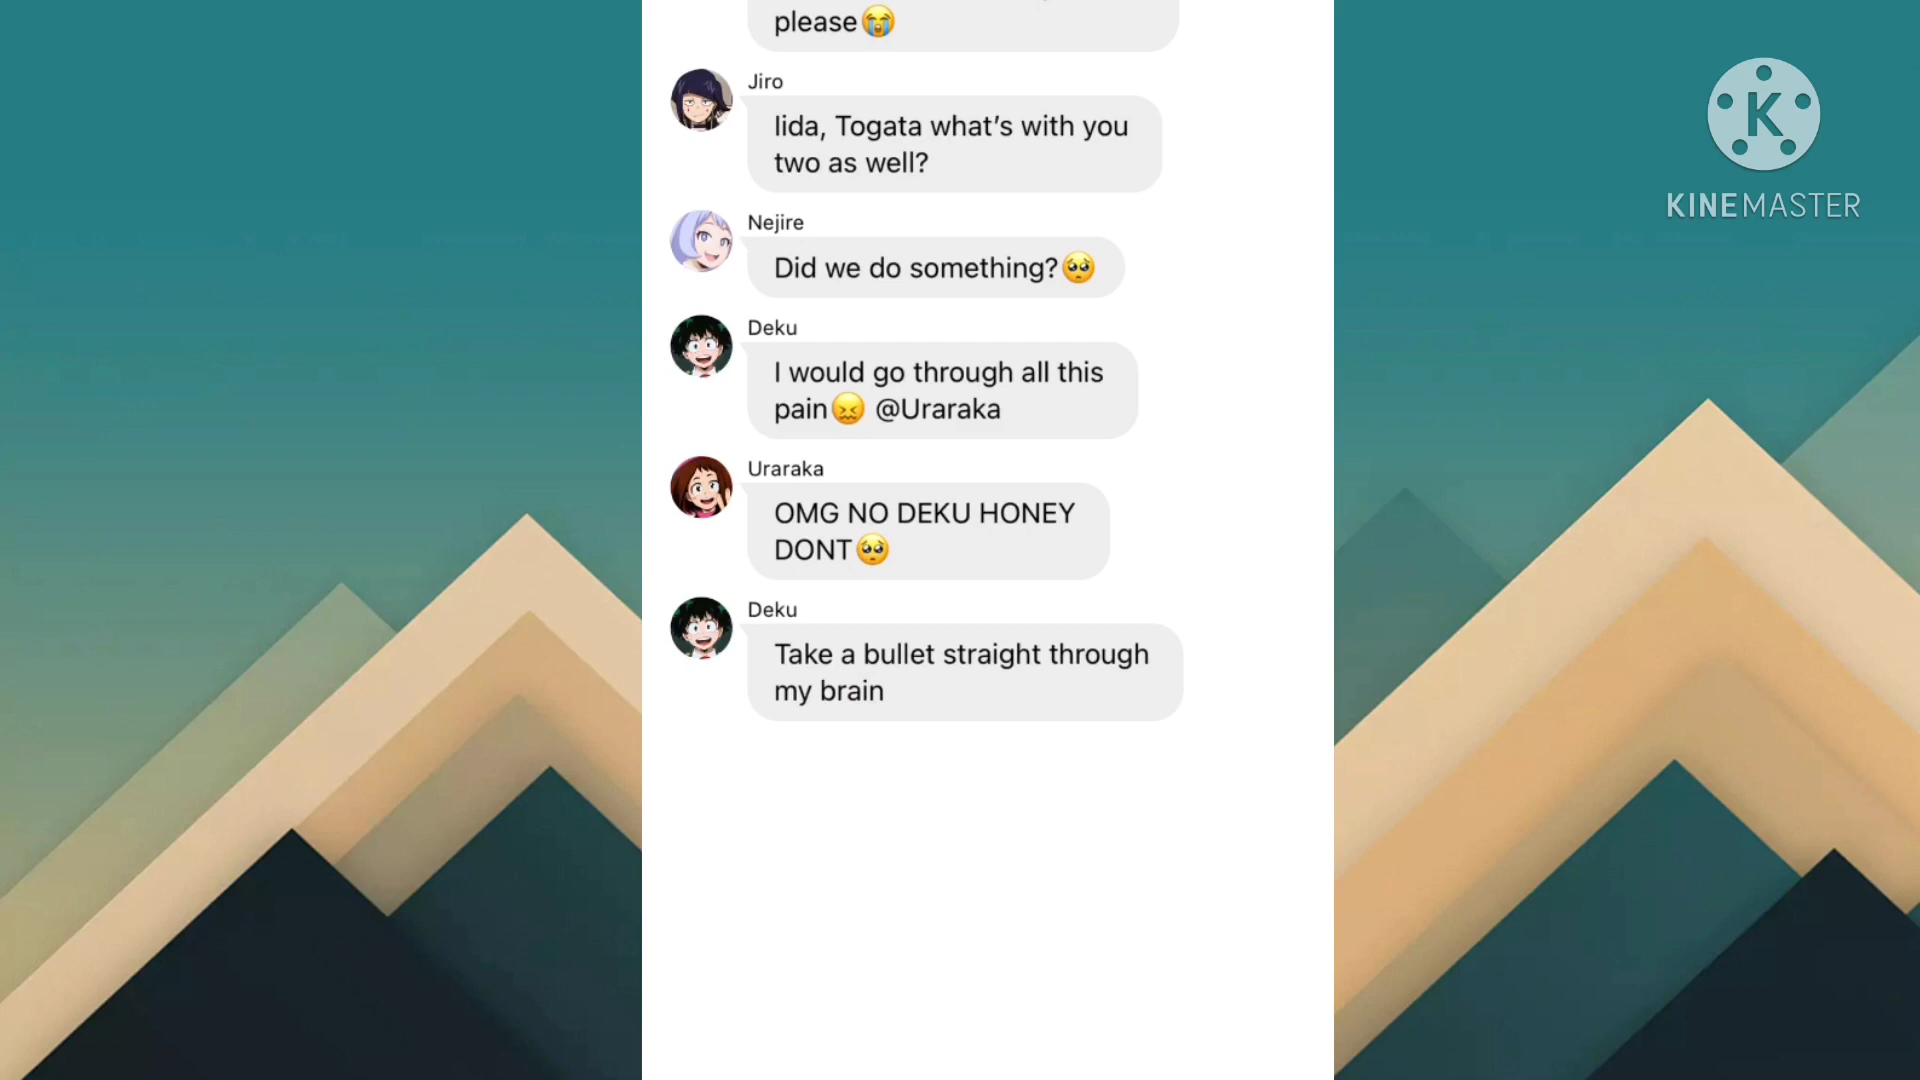 please😭
Jiro
Iida, Togata what’s with you
two as well?
Nejire
Did we do something?🥺
Deku
I would go through all this
pain😖 @Uraraka
Uraraka
OMG NO DEKU HONEY
DONT🥺
Deku
Take a bullet straight through
my brain
K
KINEMASTER